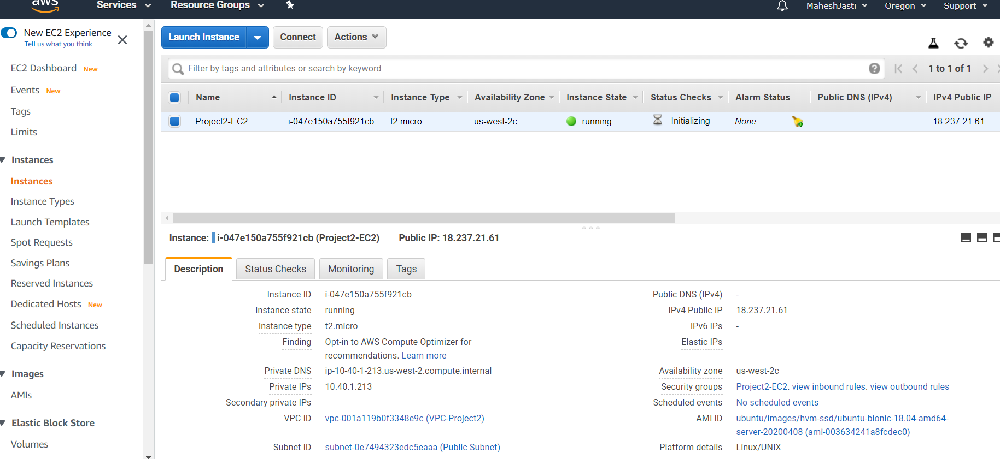 aws Services Resource Groups MaheshJasti Oregon Support
New EC2 Experience
Tell us what you think
EC2 Dashboard New
Events New
Tags
Limits
Instances
Instances
Instance Types
Launch Templates
Spot Requests
Savings Plans
Reserved Instances
Dedicated Hosts New
Scheduled Instances
Capacity Reservations
Images
AMIs
Elastic Block Store
Volumes
Launch Instance Connect Actions
Filter by tags and attributes or search by keyword 1 to 1 of 1
Name Instance ID Instance Type Availability Zone Instance State Status Checks Alarm Status Public DNS (IPv4) IPv4 Public IP
Project2-EC2 i-047e150a755f921cb t2.micro us-west-2c running Initializing None 18.237.21.61
Instance: i-047e150a755f921cb (Project2-EC2) Public IP: 18.237.21.61
Description Status Checks Monitoring Tags
Instance ID i-047e150a755f921cb Public DNS (IPv4) -
Instance state running IPv4 Public IP 18.237.21.61
Instance type t2.micro IPv6 IPs -
Finding Opt-in to AWS Compute Optimizer for Elastic IPs
recommendations. Learn more
Private DNS ip-10-40-1-213.us-west-2.compute.internal Availability zone us-west-2c
Private IPs 10.40.1.213 Security groups Project2-EC2. view inbound rules. view outbound rules
Secondary private IPs Scheduled events No scheduled events
VPC ID vpc-001a119b0f3348e9c (VPC-Project2) AMI ID ubuntu/images/hvm-ssd/ubuntu-bionic-18.04-amd64-
server-20200408 (ami-003634241a8fcdec0)
Subnet ID subnet-0e7494323edc5eaaa (Public Subnet) Platform details Linux/UNIX